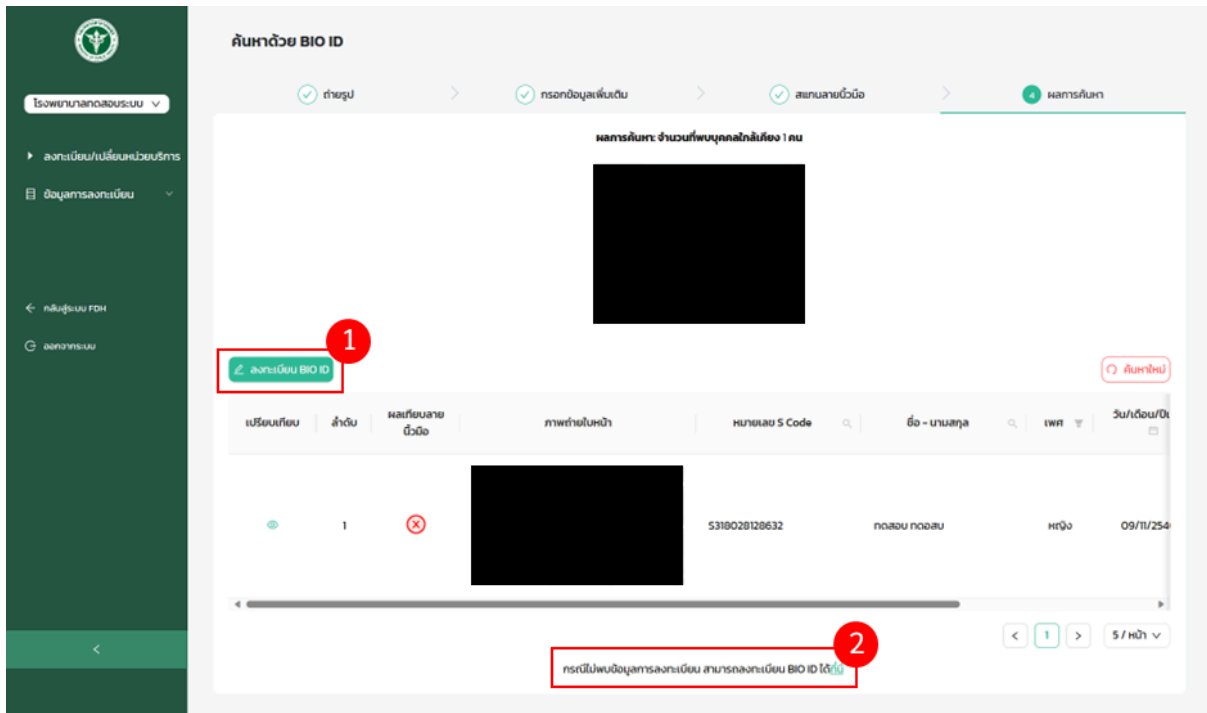 ค้นหาด้วย BIO ID
โรงพยาบาลทดสอบระบบ
ถ่ายรูป
กรอกข้อมูลเพิ่มเติม
สแกนลายนิ้วมือ
4 ผลการค้นหา
ลงทะเบียน/เปลี่ยนหน่วยบริการ
ข้อมูลการลงทะเบียน
กลับสู่ระบบ FDH
ออกจากระบบ
ผลการค้นหา: จำนวนที่พบบุคคลใกล้เคียง 1 คน
1
ลงทะเบียน BIO ID
ค้นหาใหม่
เปรียบเทียบ ลำดับ ผลเทียบลายนิ้วมือ ภาพถ่ายใบหน้า หมายเลข S Code ชื่อ - นามสกุล เพศ วัน/เดือน/ปีเ
1 S318028128632 ทดสอบ ทดอสบ หญิง 09/11/254
1 5 / หน้า
2
กรณีไม่พบข้อมูลการลงทะเบียน สามารถลงทะเบียน BIO ID ได้ที่นี่